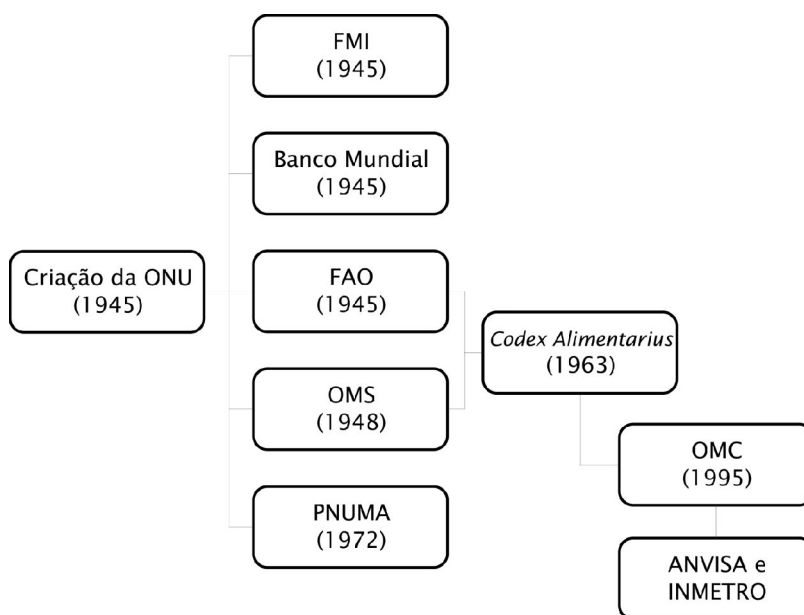 FMI
(1945)
Banco Mundial
(1945)
Criação da ONU
(1945)
FAO
(1945)
Codex Alimentarius
(1963)
OMS
(1948)
OMC
(1995)
PNUMA
(1972)
ANVISA e
INMETRO